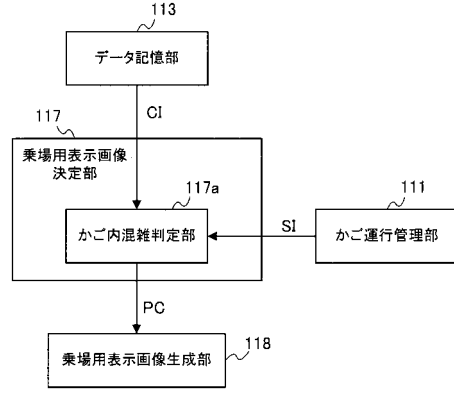 113
データ記憶部
CI
117
乗場用表示画像
決定部
117a
かご内混雑判定部
111
かご運行管理部
SI
PC
乗場用表示画像生成部
118